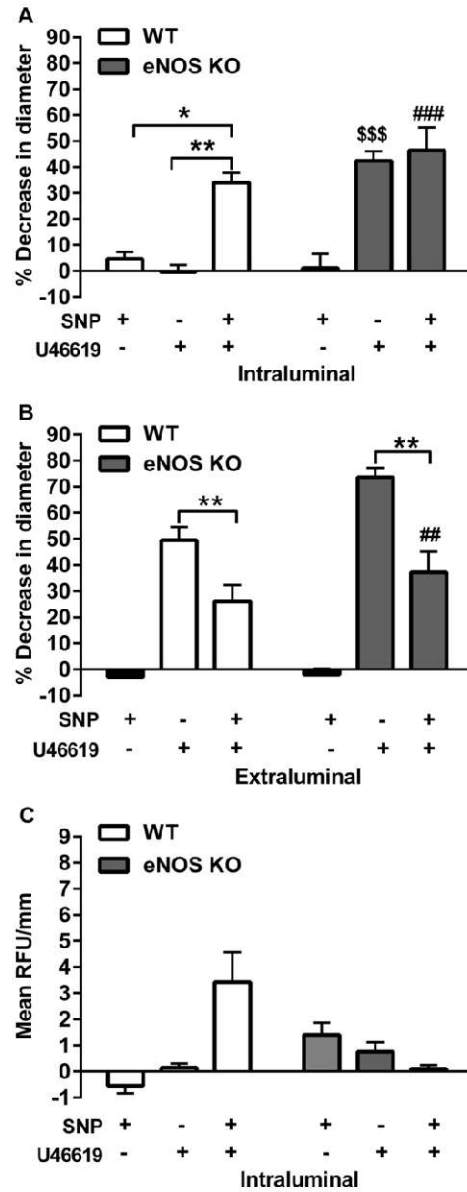 A
WT
eNOS KO
% Decrease in diameter
90
80
70
60
50
40
30
20
10
0
-10
*
**
$$$
###
SNP + - + + - +
U46619 - + + - + +
Intraluminal
B
WT
eNOS KO
% Decrease in diameter
90
80
70
60
50
40
30
20
10
0
-10
**
**
##
SNP + - + + - +
U46619 - + + - + +
Extraluminal
C
WT
eNOS KO
Mean RFU/mm
9
8
7
6
5
4
3
2
1
0
-1
SNP + - + + - +
U46619 - + + - + +
Intraluminal